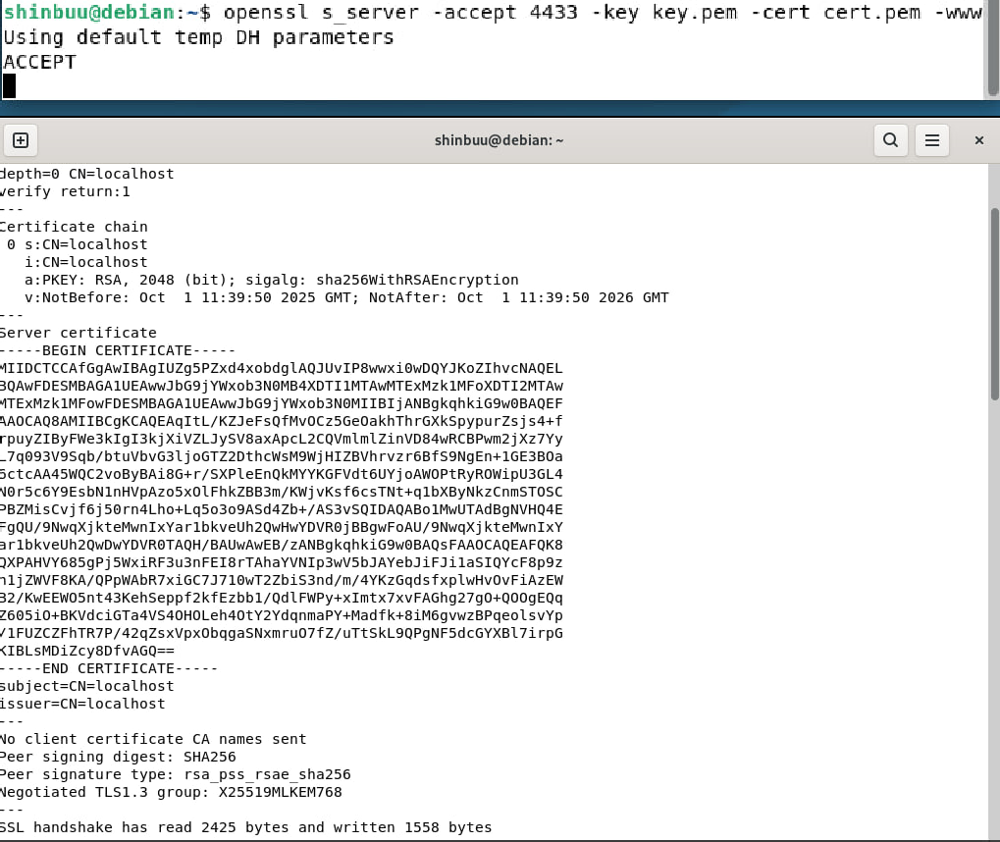 shinbuu@debian:~$ openssl s_server -accept 4433 -key key.pem -cert cert.pem -www
Using default temp DH parameters
ACCEPT
shinbuu@debian: ~
depth=0 CN=localhost
verify return:1
---
Certificate chain
 0 s:CN=localhost
   i:CN=localhost
   a:PKEY: RSA, 2048 (bit); sigalg: sha256WithRSAEncryption
   v:NotBefore: Oct  1 11:39:50 2025 GMT; NotAfter: Oct  1 11:39:50 2026 GMT
---
Server certificate
-----BEGIN CERTIFICATE-----
MIIDCTCCAfGgAwIBAgIUZg5PZxd4xobdglAQJUvIP8wwxi0wDQYJKoZIhvcNAQEL
BQAwFDESMBAGA1UEAwwJbG9jYWxob3N0MB4XDTI1MTAwMTExMzk1MFoXDTI2MTAw
MTExMzk1MFowFDESMBAGA1UEAwwJbG9jYWxob3N0MIIBIjANBgkqhkiG9w0BAQEF
AAOCAQ8AMIIBCgKCAQEAqItL/KZJeFsQfMvOCz5GeOakhThrGXkSpypurZsjs4+f
rpuyZIByFWe3kIgI3kjXiVZLJySV8axApcL2CQVmlmlZinVD84wRCBPwm2jXz7Yy
L7q093V9Sqb/btuVbvG3ljoGTZ2DthcWsM9WjHIZBVhrvzr6BfS9NgEn+1GE3BOa
5ctcAA45WQC2voByBAi8G+r/SXPleEnQkMYYKGFVdt6UYjoAWOPtRyROWipU3GL4
N0r5c6Y9EsbN1nHVpAzo5xOlFhkZBB3m/KWjvKsf6csTNt+q1bXByNkzCnmSTOSC
PBZMisCvjf6j50rn4Lho+Lq5o3o9ASd4Zb+/AS3vSQIDAQABo1MwUTAdBgNVHQ4E
FgQU/9NwqXjkteMwnIxYar1bkveUh2QwHwYDVR0jBBgwFoAU/9NwqXjkteMwnIxY
ar1bkveUh2QwDwYDVR0TAQH/BAUwAwEB/zANBgkqhkiG9w0BAQsFAAOCAQEAFQK8
QXPAHVY685gPj5WxiRF3u3nFEI8rTAhaYVNIp3wV5bJAYebJiFJi1aSIQYcF8p9z
n1jZWVF8KA/QPpWAbR7xiGC7J710wT2ZbiS3nd/m/4YKzGqdsfxplwHvOvFiAzEW
B2/KwEEWO5nt43KehSeppf2kfEzbb1/QdlFWPy+xImtx7xvFAGhg27gO+QOOgEQq
Z605iO+BKVdciGTa4VS4OHOLeh4OtY2YdqnmaPY+Madfk+8iM6gvwzBPqeolsvYp
/1FUZCZFhTR7P/42qZsxVpxObqgaSNxmruO7fZ/uTtSkL9QPgNF5dcGYXBl7irpG
KIBLsMDiZcy8DfvAGQ==
-----END CERTIFICATE-----
subject=CN=localhost
issuer=CN=localhost
---
No client certificate CA names sent
Peer signing digest: SHA256
Peer signature type: rsa_pss_rsae_sha256
Negotiated TLS1.3 group: X25519MLKEM768
---
SSL handshake has read 2425 bytes and written 1558 bytes